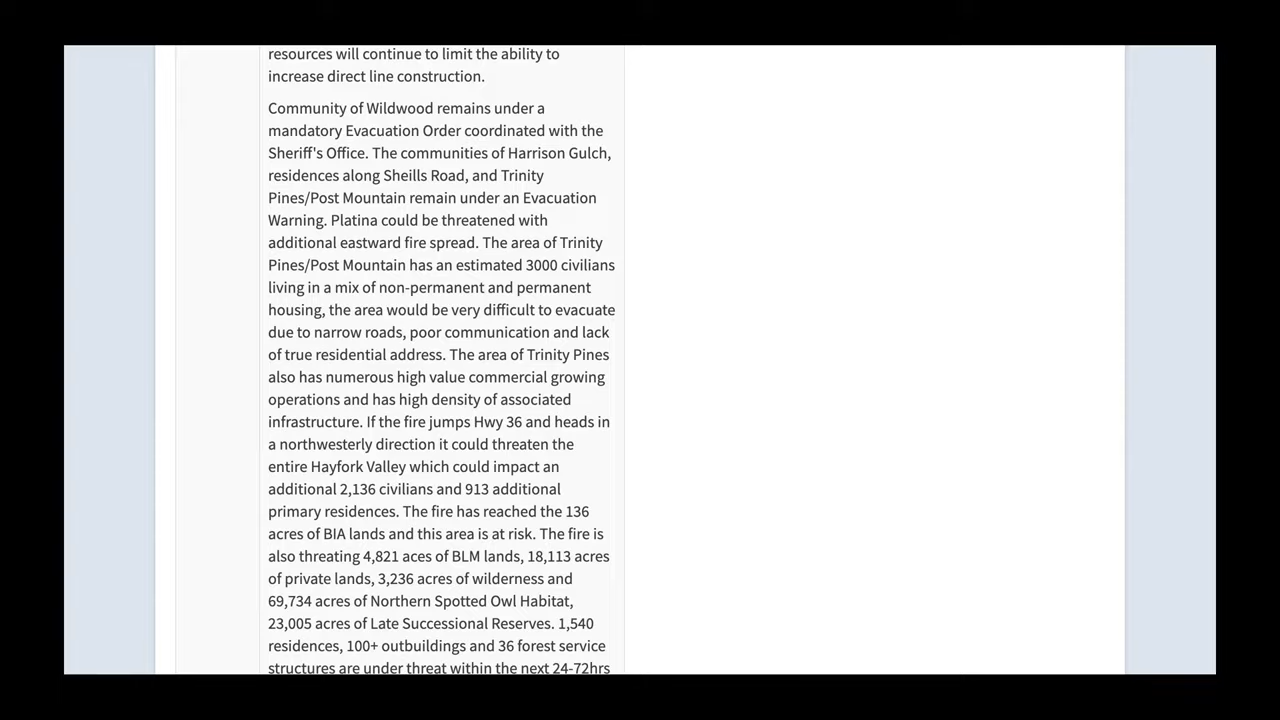 resources will continue to limit the ability to
increase direct line construction.
Community of Wildwood remains under a
mandatory Evacuation Order coordinated with the
Sheriff's Office. The communities of Harrison Gulch,
residences along Sheills Road, and Trinity
Pines/Post Mountain remain under an Evacuation
Warning. Platina could be threatened with
additional eastward fire spread. The area of Trinity
Pines/Post Mountain has an estimated 3000 civilians
living in a mix of non-permanent and permanent
housing, the area would be very difficult to evacuate
due to narrow roads, poor communication and lack
of true residential address. The area of Trinity Pines
also has numerous high value commercial growing
operations and has high density of associated
infrastructure. If the fire jumps Hwy 36 and heads in
a northwesterly direction it could threaten the
entire Hayfork Valley which could impact an
additional 2,136 civilians and 913 additional
primary residences. The fire has reached the 136
acres of BIA lands and this area is at risk. The fire is
also threating 4,821 aces of BLM lands, 18,113 acres
of private lands, 3,236 acres of wilderness and
69,734 acres of Northern Spotted Owl Habitat,
23,005 acres of Late Successional Reserves. 1,540
residences, 100+ outbuildings and 36 forest service
structures are under threat within the next 24-72hrs